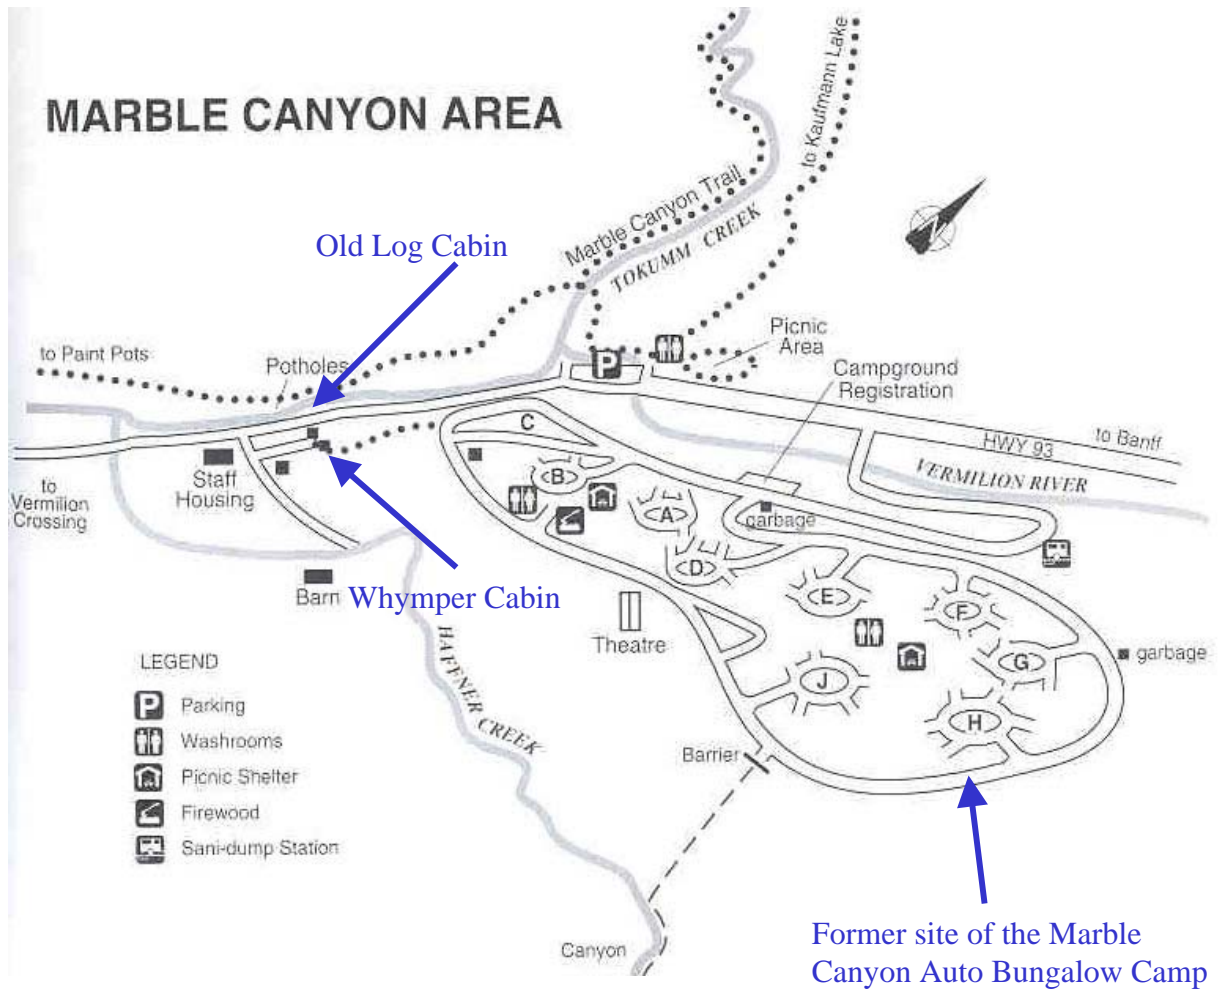 MARBLE CANYON AREA
to Kaufmann Lake
Marble Canyon Trail
TOKUMM CREEK
N
Old Log Cabin
to Paint Pots
Potholes
P
Picnic
Area
Campground
Registration
HWY 93
to Banff
VERMILION RIVER
C
B
A
garbage
D
E
F
G
H
J
Staff
Housing
to
Vermilion
Crossing
Barn
Whymper Cabin
Theatre
garbage
HAFFNER CREEK
LEGEND
P Parking
Washrooms
Picnic Shelter
Firewood
Sani-dump Station
Barrier
Canyon
Former site of the Marble
Canyon Auto Bungalow Camp